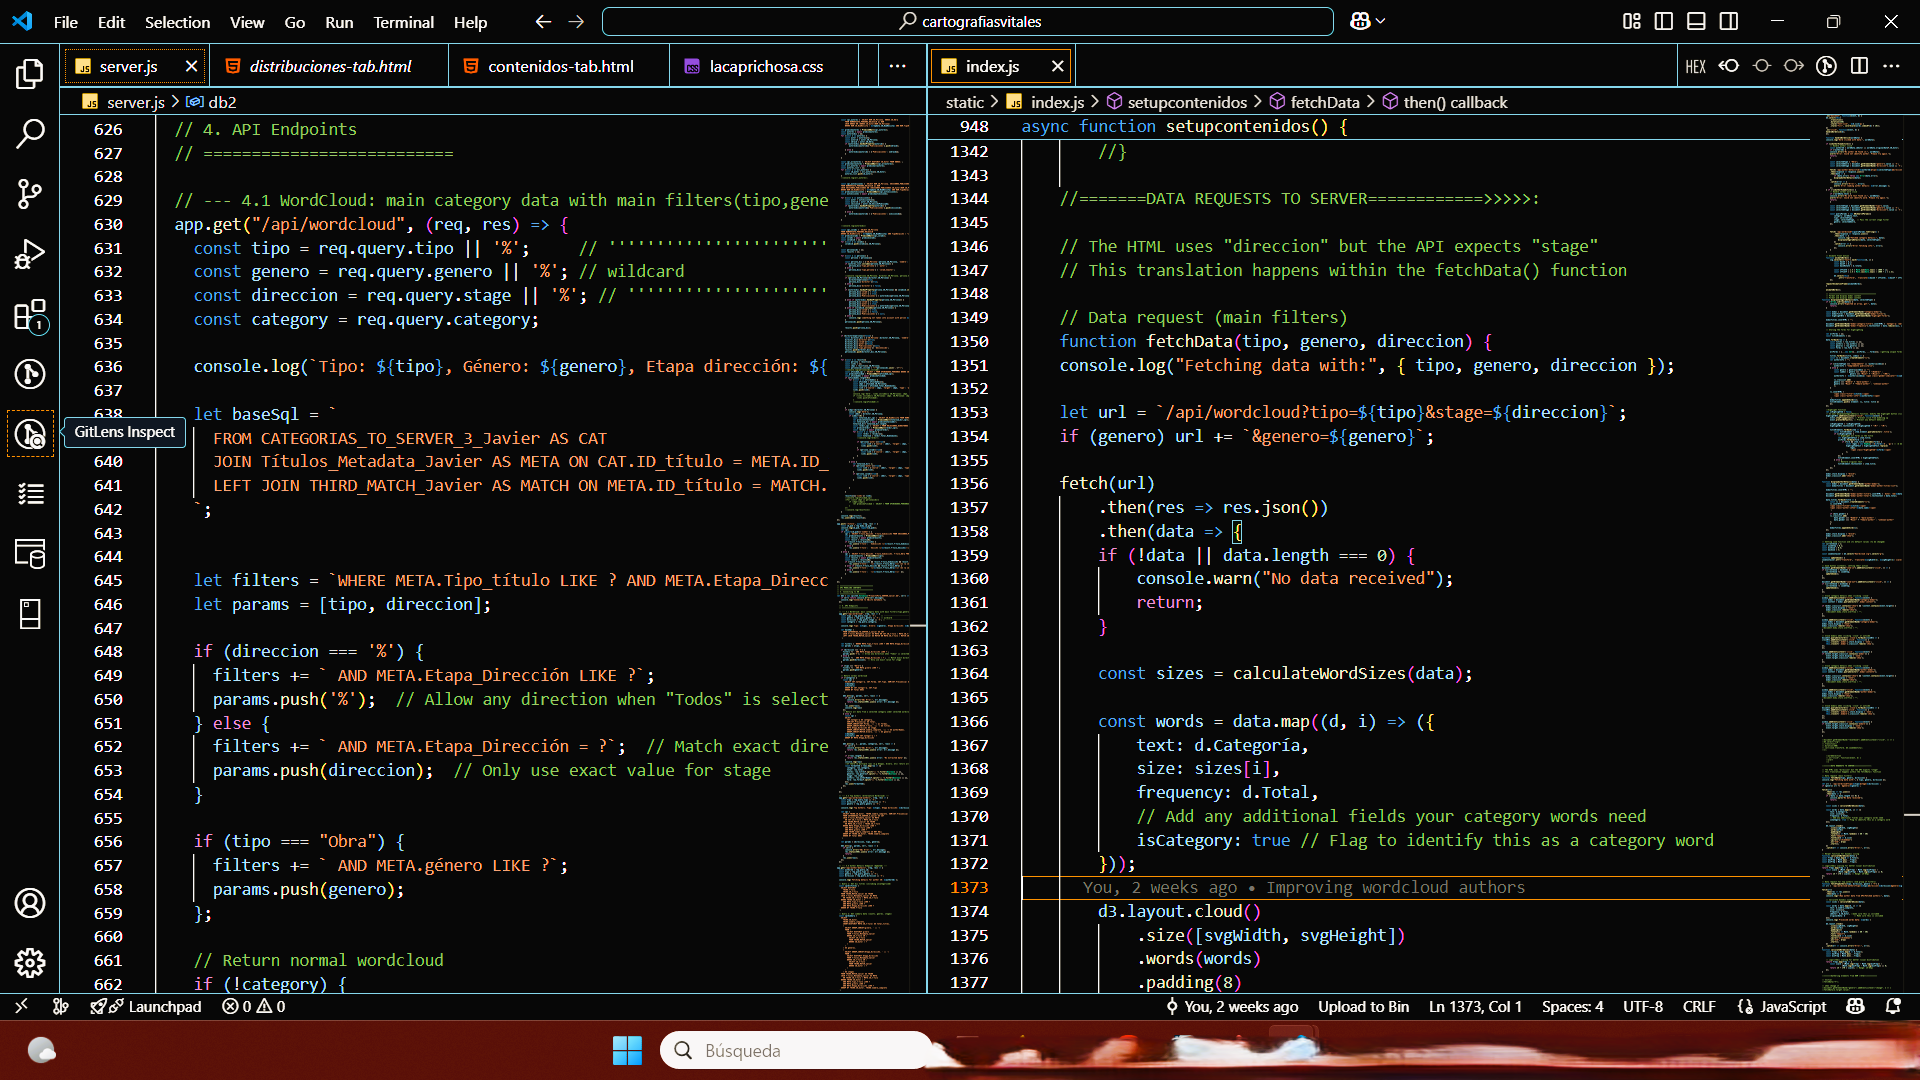 File Edit Selection View Go Run Terminal Help
cartografiasvitales
server.js
distribuciones-tab.html
contenidos-tab.html
lacaprichosa.css
index.js
HEX
server.js > db2
static > index.js > setupcontenidos > fetchData > then() callback
626 // 4. API Endpoints
627 // ==========================
628
629 // --- 4.1 WordCloud: main category data with main filters(tipo,gene
630 app.get("/api/wordcloud", (req, res) => {
631 const tipo = req.query.tipo || '%';     // '''''''''''''''''''''''
632 const genero = req.query.genero || '%'; // wildcard
633 const direccion = req.query.stage || '%'; // '''''''''''''''''''''
634 const category = req.query.category;
635
636 console.log(`Tipo: ${tipo}, Género: ${genero}, Etapa dirección: ${
637
638 let baseSql = `
GitLens Inspect
FROM CATEGORIAS_TO_SERVER_3_Javier AS CAT
640 JOIN Títulos_Metadata_Javier AS META ON CAT.ID_título = META.ID_
641 LEFT JOIN THIRD_MATCH_Javier AS MATCH ON META.ID_título = MATCH.
642 `;
643
644
645 let filters = `WHERE META.Tipo_título LIKE ? AND META.Etapa_Direcc
646 let params = [tipo, direccion];
647
648 if (direccion === '%') {
649 filters += ` AND META.Etapa_Dirección LIKE ?`;
650 params.push('%');  // Allow any direction when "Todos" is select
651 } else {
652 filters += ` AND META.Etapa_Dirección = ?`;  // Match exact dire
653 params.push(direccion);  // Only use exact value for stage
654 }
655
656 if (tipo === "Obra") {
657 filters += ` AND META.género LIKE ?`;
658 params.push(genero);
659 };
660
661 // Return normal wordcloud
662 if (!category) {
948 async function setupcontenidos() {
1342 //}
1343
1344 //=======DATA REQUESTS TO SERVER============>>>>>:
1345
1346 // The HTML uses "direccion" but the API expects "stage"
1347 // This translation happens within the fetchData() function
1348
1349 // Data request (main filters)
1350 function fetchData(tipo, genero, direccion) {
1351 console.log("Fetching data with:", { tipo, genero, direccion });
1352
1353 let url = `/api/wordcloud?tipo=${tipo}&stage=${direccion}`;
1354 if (genero) url += `&genero=${genero}`;
1355
1356 fetch(url)
1357 .then(res => res.json())
1358 .then(data => {
1359 if (!data || data.length === 0) {
1360 console.warn("No data received");
1361 return;
1362 }
1363
1364 const sizes = calculateWordSizes(data);
1365
1366 const words = data.map((d, i) => ({
1367 text: d.Categoría,
1368 size: sizes[i],
1369 frequency: d.Total,
1370 // Add any additional fields your category words need
1371 isCategory: true // Flag to identify this as a category word
1372 }));
1373 You, 2 weeks ago • Improving wordcloud authors
1374 d3.layout.cloud()
1375 .size([svgWidth, svgHeight])
1376 .words(words)
1377 .padding(8)
1
Launchpad 0 0
You, 2 weeks ago Upload to Bin Ln 1373, Col 1 Spaces: 4 UTF-8 CRLF JavaScript
Búsqueda